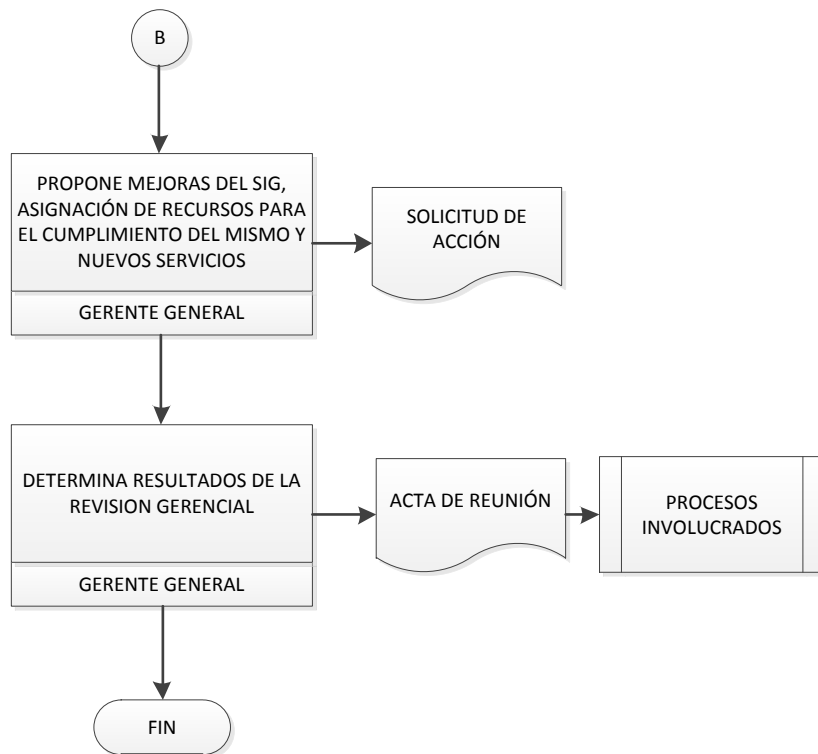 B
PROPONE MEJORAS DEL SIG,
ASIGNACIÓN DE RECURSOS PARA
EL CUMPLIMIENTO DEL MISMO Y
NUEVOS SERVICIOS
GERENTE GENERAL
SOLICITUD DE
ACCIÓN
DETERMINA RESULTADOS DE LA
REVISION GERENCIAL
GERENTE GENERAL
ACTA DE REUNIÓN
PROCESOS
INVOLUCRADOS
FIN